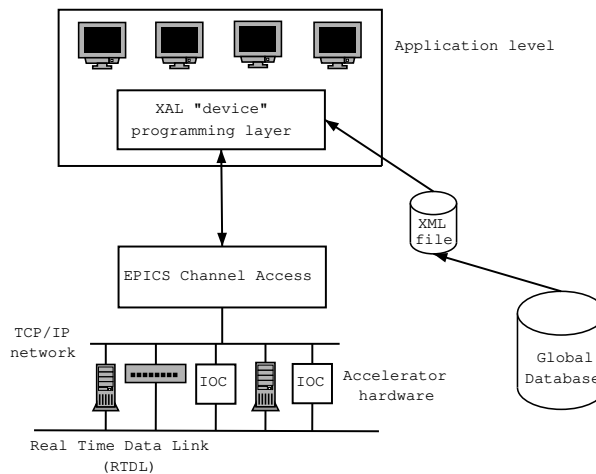 Application level
XAL "device"
programming layer
XML
file
EPICS Channel Access
TCP/IP
network
Global
Database
IOC
IOC
Accelerator
hardware
Real Time Data Link
(RTDL)